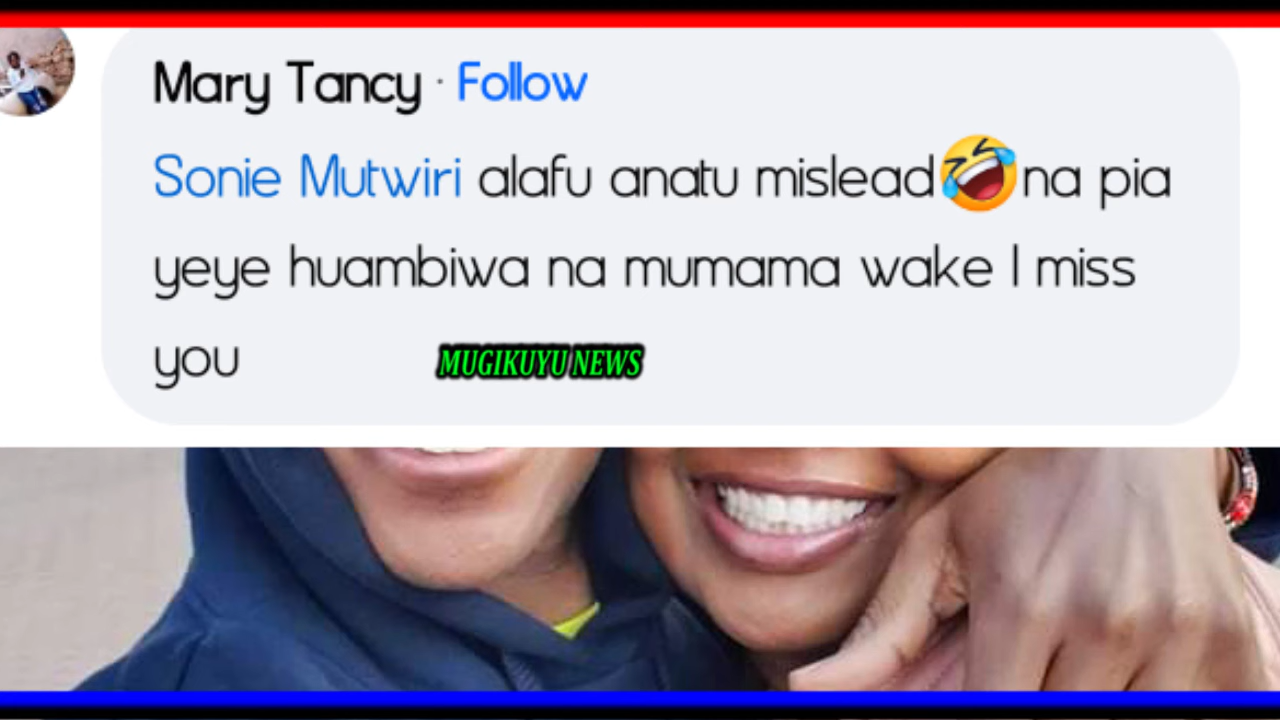 Mary Tancy · Follow
Sonie Mutwiri alafu anatu mislead🤣na pia
yeye huambiwa na mumama wake I miss
you
MUGIKUYU NEWS